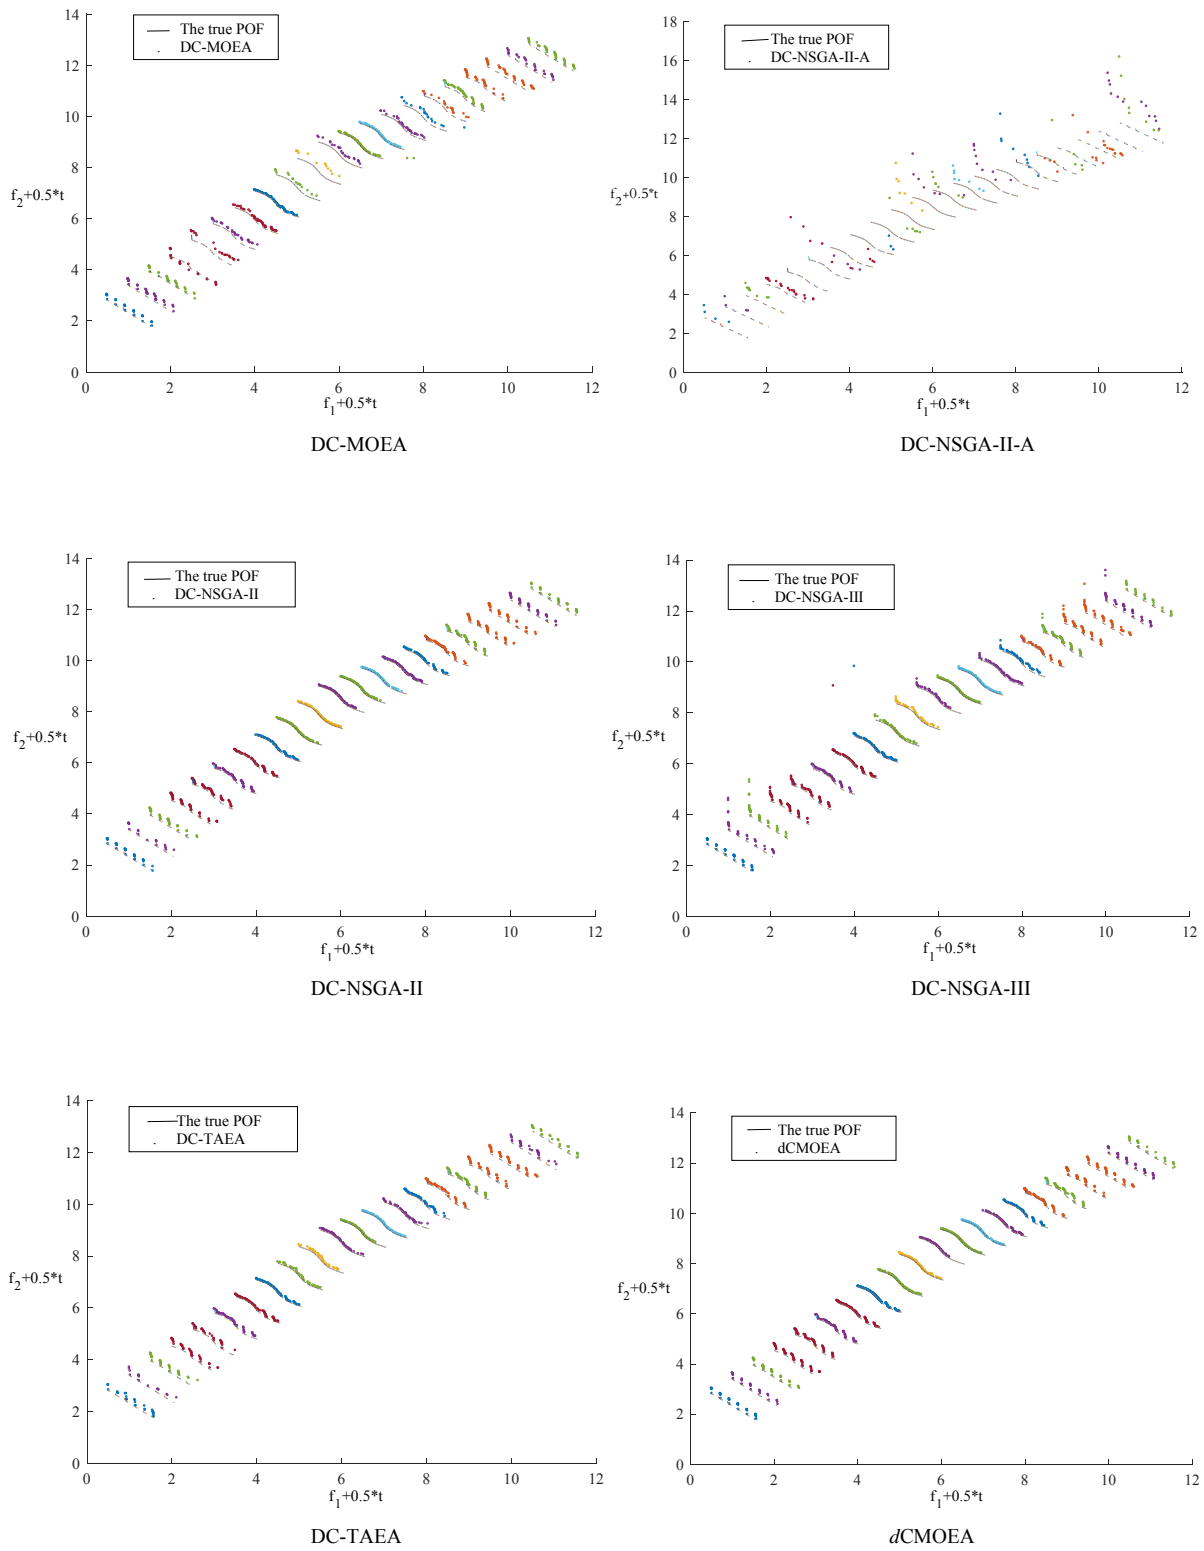 14
12
10
8
6
4
2
0
The true POF
DC-MOEA
f2+0.5*t
0 2 4 6 8 10 12
f1+0.5*t
DC-MOEA
18
16
14
12
10
8
6
4
2
0
The true POF
DC-NSGA-II-A
f2+0.5*t
0 2 4 6 8 10 12
f1+0.5*t
DC-NSGA-II-A
14
12
10
8
6
4
2
0
The true POF
DC-NSGA-II
f2+0.5*t
0 2 4 6 8 10 12
f1+0.5*t
DC-NSGA-II
14
12
10
8
6
4
2
0
The true POF
DC-NSGA-III
f2+0.5*t
0 2 4 6 8 10 12
f1+0.5*t
DC-NSGA-III
14
12
10
8
6
4
2
0
The true POF
DC-TAEA
f2+0.5*t
0 2 4 6 8 10 12
f1+0.5*t
DC-TAEA
14
12
10
8
6
4
2
0
The true POF
dCMOEA
f2+0.5*t
0 2 4 6 8 10 12
f1+0.5*t
dCMOEA